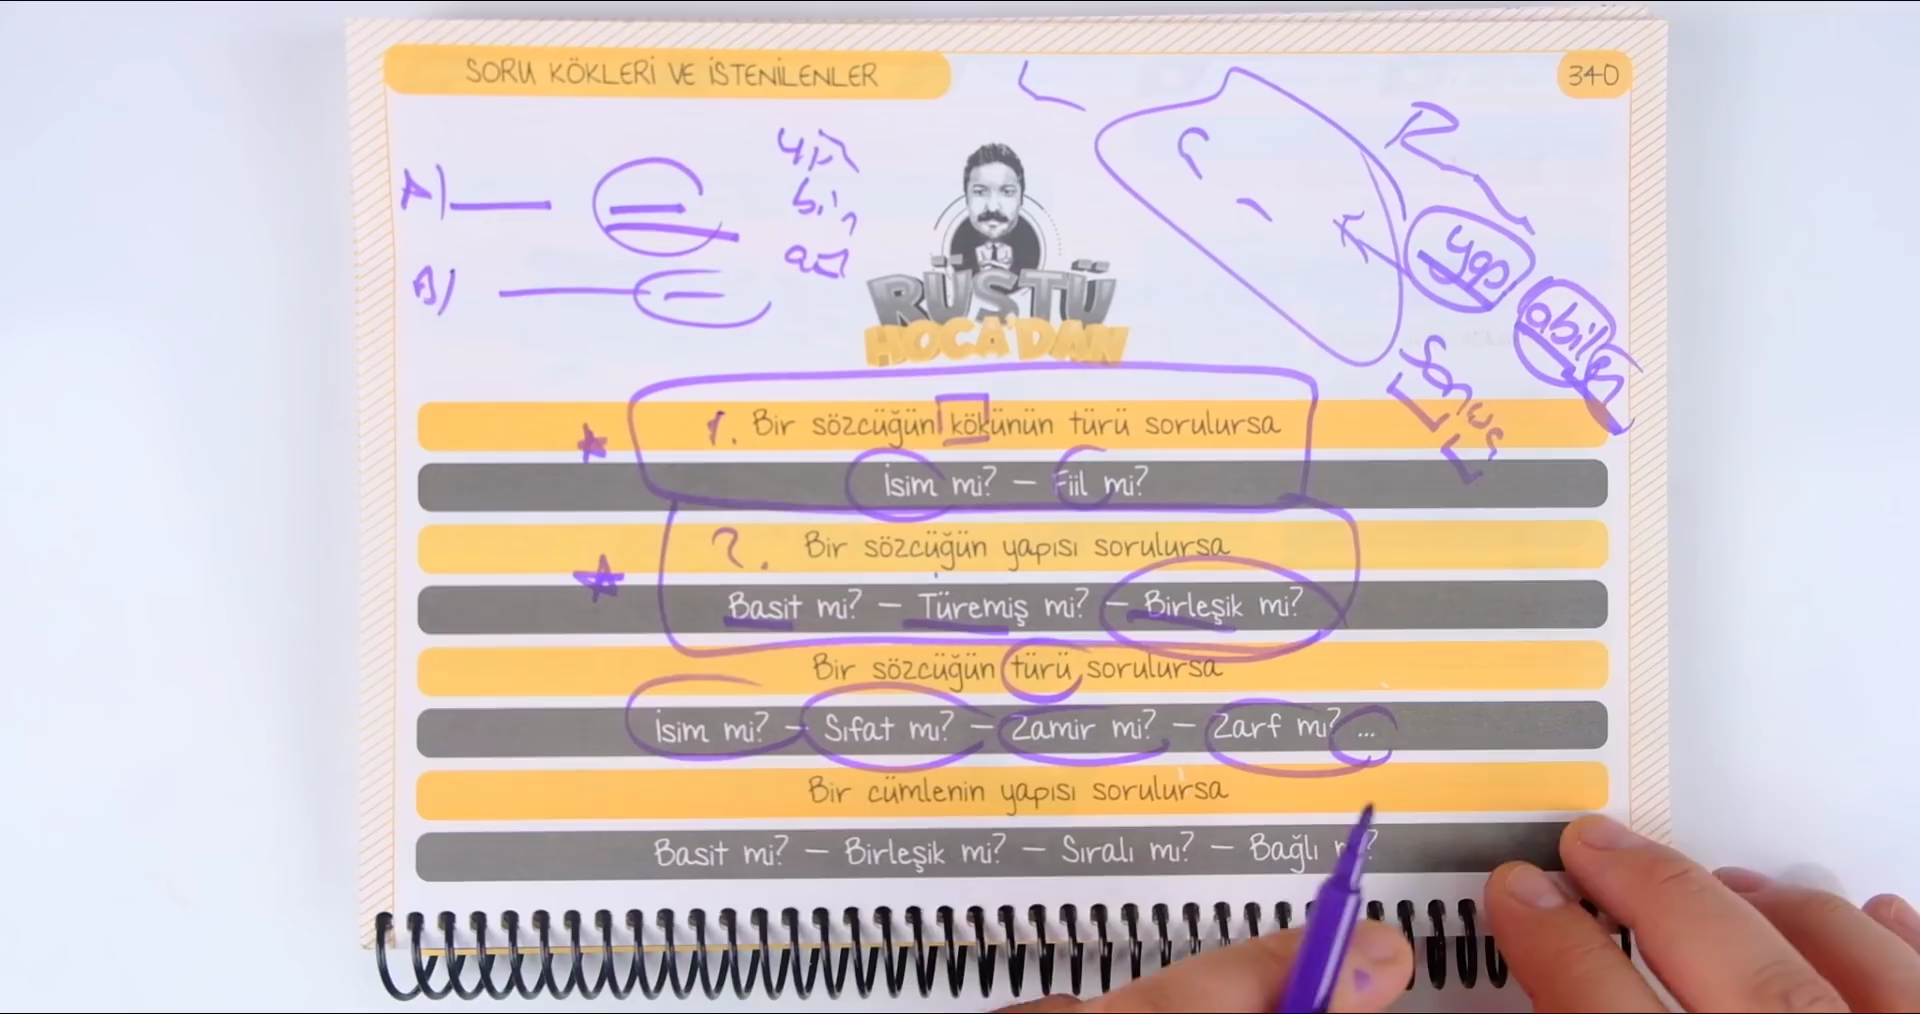 SORU KÖKLERİ VE İSTENİLENLER
340
A)
B)
yap
abilen
RÜŞTÜ
HOCA'DAN
1. Bir sözcüğün kökünün türü sorulursa
İsim mi? – Fiil mi?
2. Bir sözcüğün yapısı sorulursa
Basit mi? – Türemiş mi? – Birleşik mi?
Bir sözcüğün türü sorulursa
İsim mi? – Sıfat mı? – Zamir mi? – Zarf mı? ...
Bir cümlenin yapısı sorulursa
Basit mi? – Birleşik mi? – Sıralı mı? – Bağlı mı?